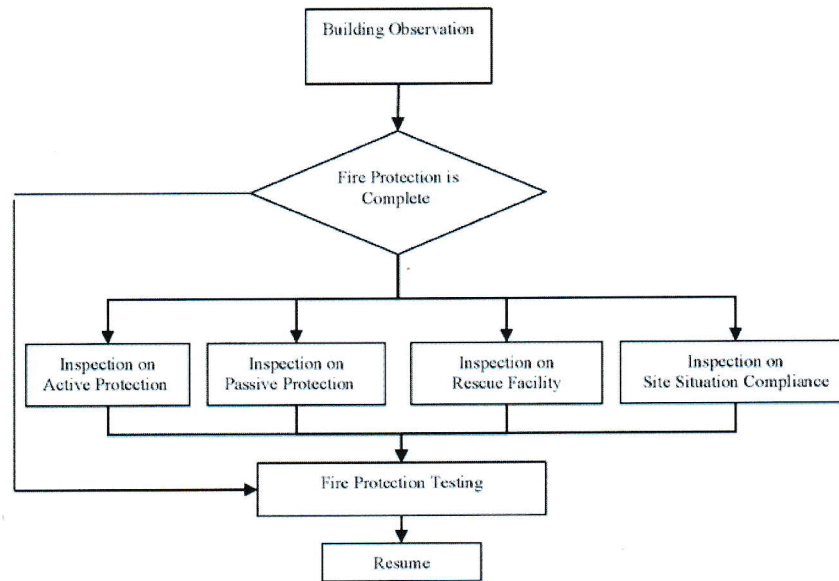 Building Observation
Fire Protection is
Complete
Inspection on
Active Protection
Inspection on
Passive Protection
Inspection on
Rescue Facility
Inspection on
Site Situation Compliance
Fire Protection Testing
Resume